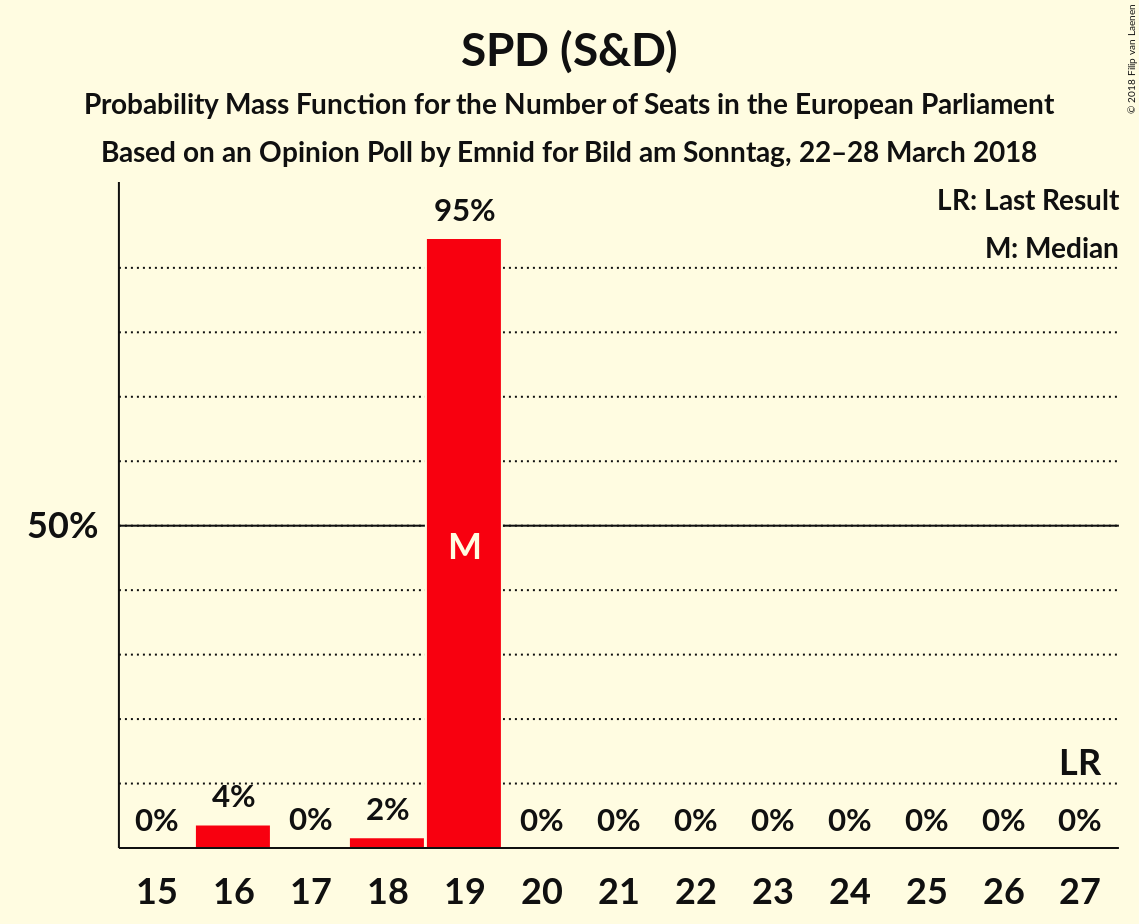 SPD (S&D)
Probability Mass Function for the Number of Seats in the European Parliament
Based on an Opinion Poll by Emnid for Bild am Sonntag, 22–28 March 2018
© 2018 Filip van Laenen
LR: Last Result
M: Median
95%
50%
M
LR
0% 4% 0% 2% 0% 0% 0% 0% 0% 0% 0% 0%
15 16 17 18 19 20 21 22 23 24 25 26 27